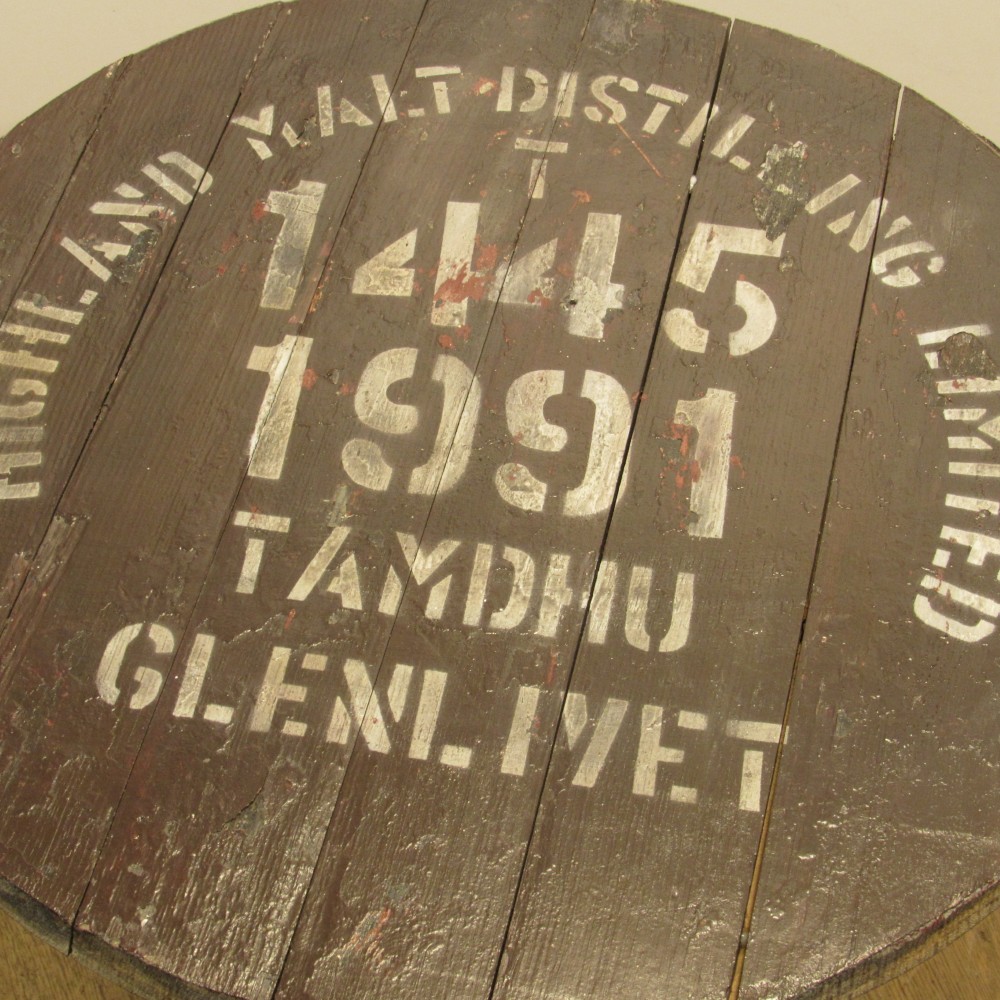 HIGHLAND MALT DISTILLING LIMITED
T
1445
1991
TAMDHU
GLENLIVET